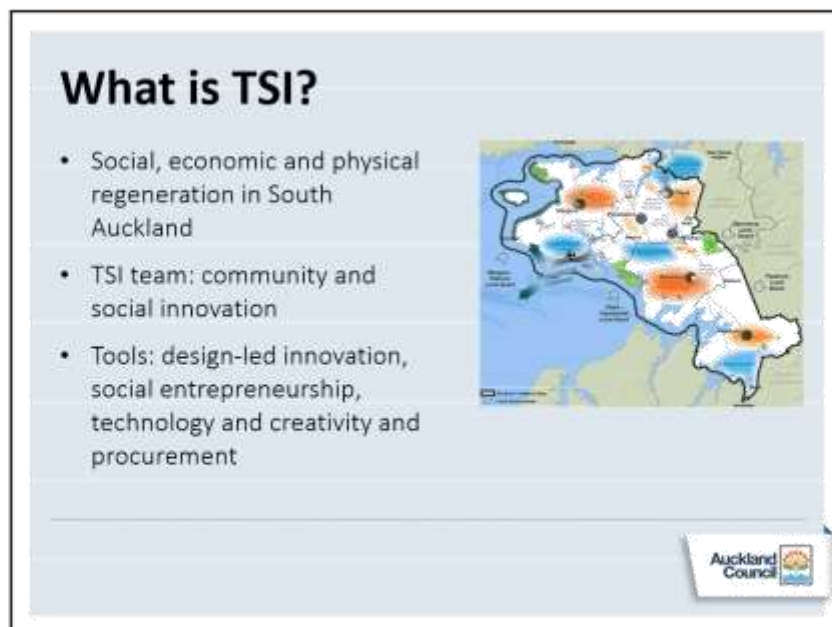 What is TSI?
• Social, economic and physical
regeneration in South
Auckland
• TSI team: community and
social innovation
• Tools: design-led innovation,
social entrepreneurship,
technology and creativity and
procurement
Auckland
Council